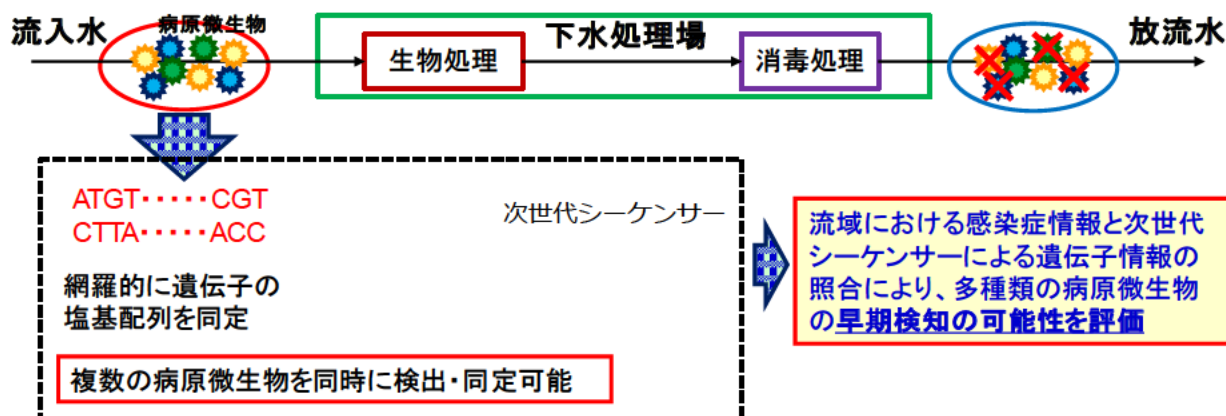 流入水
病原微生物
下水処理場
放流水
生物処理
消毒処理
ATGT・・・・・CGT
CTTA・・・・・ACC
次世代シーケンサー
網羅的に遺伝子の
塩基配列を同定
複数の病原微生物を同時に検出・同定可能
流域における感染症情報と次世代
シーケンサーによる遺伝子情報の
照合により、多種類の病原微生物
の早期検知の可能性を評価